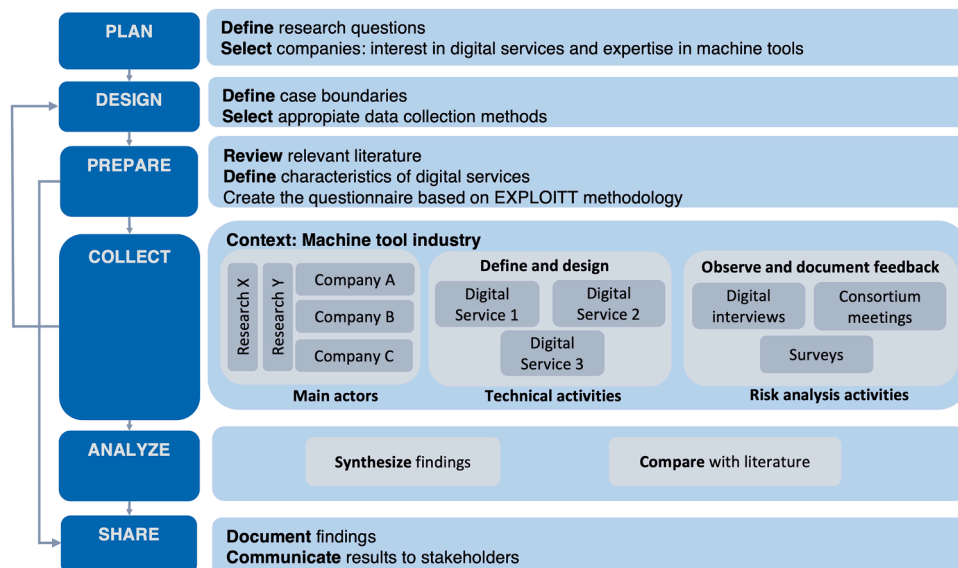 PLAN
Define research questions
Select companies: interest in digital services and expertise in machine tools
DESIGN
Define case boundaries
Select appropiate data collection methods
PREPARE
Review relevant literature
Define characteristics of digital services
Create the questionnaire based on EXPLOITT methodology
COLLECT
Context: Machine tool industry
Research X
Research Y
Company A
Company B
Company C
Main actors
Define and design
Digital
Service 1
Digital
Service 2
Digital
Service 3
Technical activities
Observe and document feedback
Digital
interviews
Consortium
meetings
Surveys
Risk analysis activities
ANALYZE
Synthesize findings
Compare with literature
SHARE
Document findings
Communicate results to stakeholders